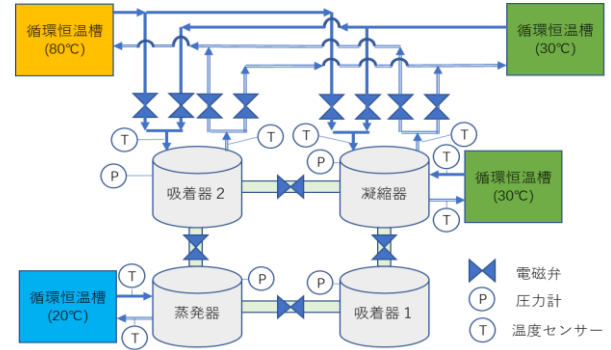 循環恒温槽
(80℃)
循環恒温槽
(30℃)
T
T
T
T
T
P
P
吸着器２
凝縮器
循環恒温槽
(30℃)
T
循環恒温槽
(20℃)
T
T
P
P
蒸発器
吸着器１
電磁弁
P
圧力計
T
温度センサー